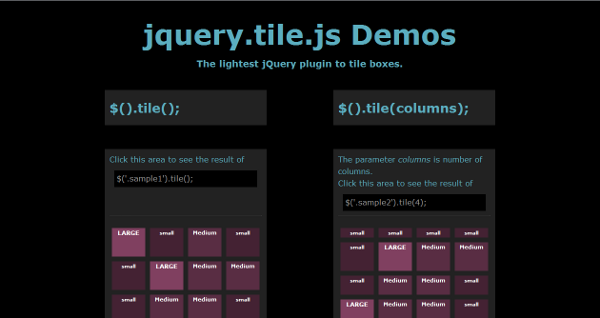 jquery.tile.js Demos
The lightest jQuery plugin to tile boxes.
$().tile();
$().tile(columns);
Click this area to see the result of
$('.sample1').tile();
The parameter columns is number of
columns.
Click this area to see the result of
$('.sample2').tile(4);
LARGE small Medium small
small LARGE Medium Medium
small Medium Medium small
small small small small
small LARGE Medium Medium
small Medium Medium small
LARGE small Medium small